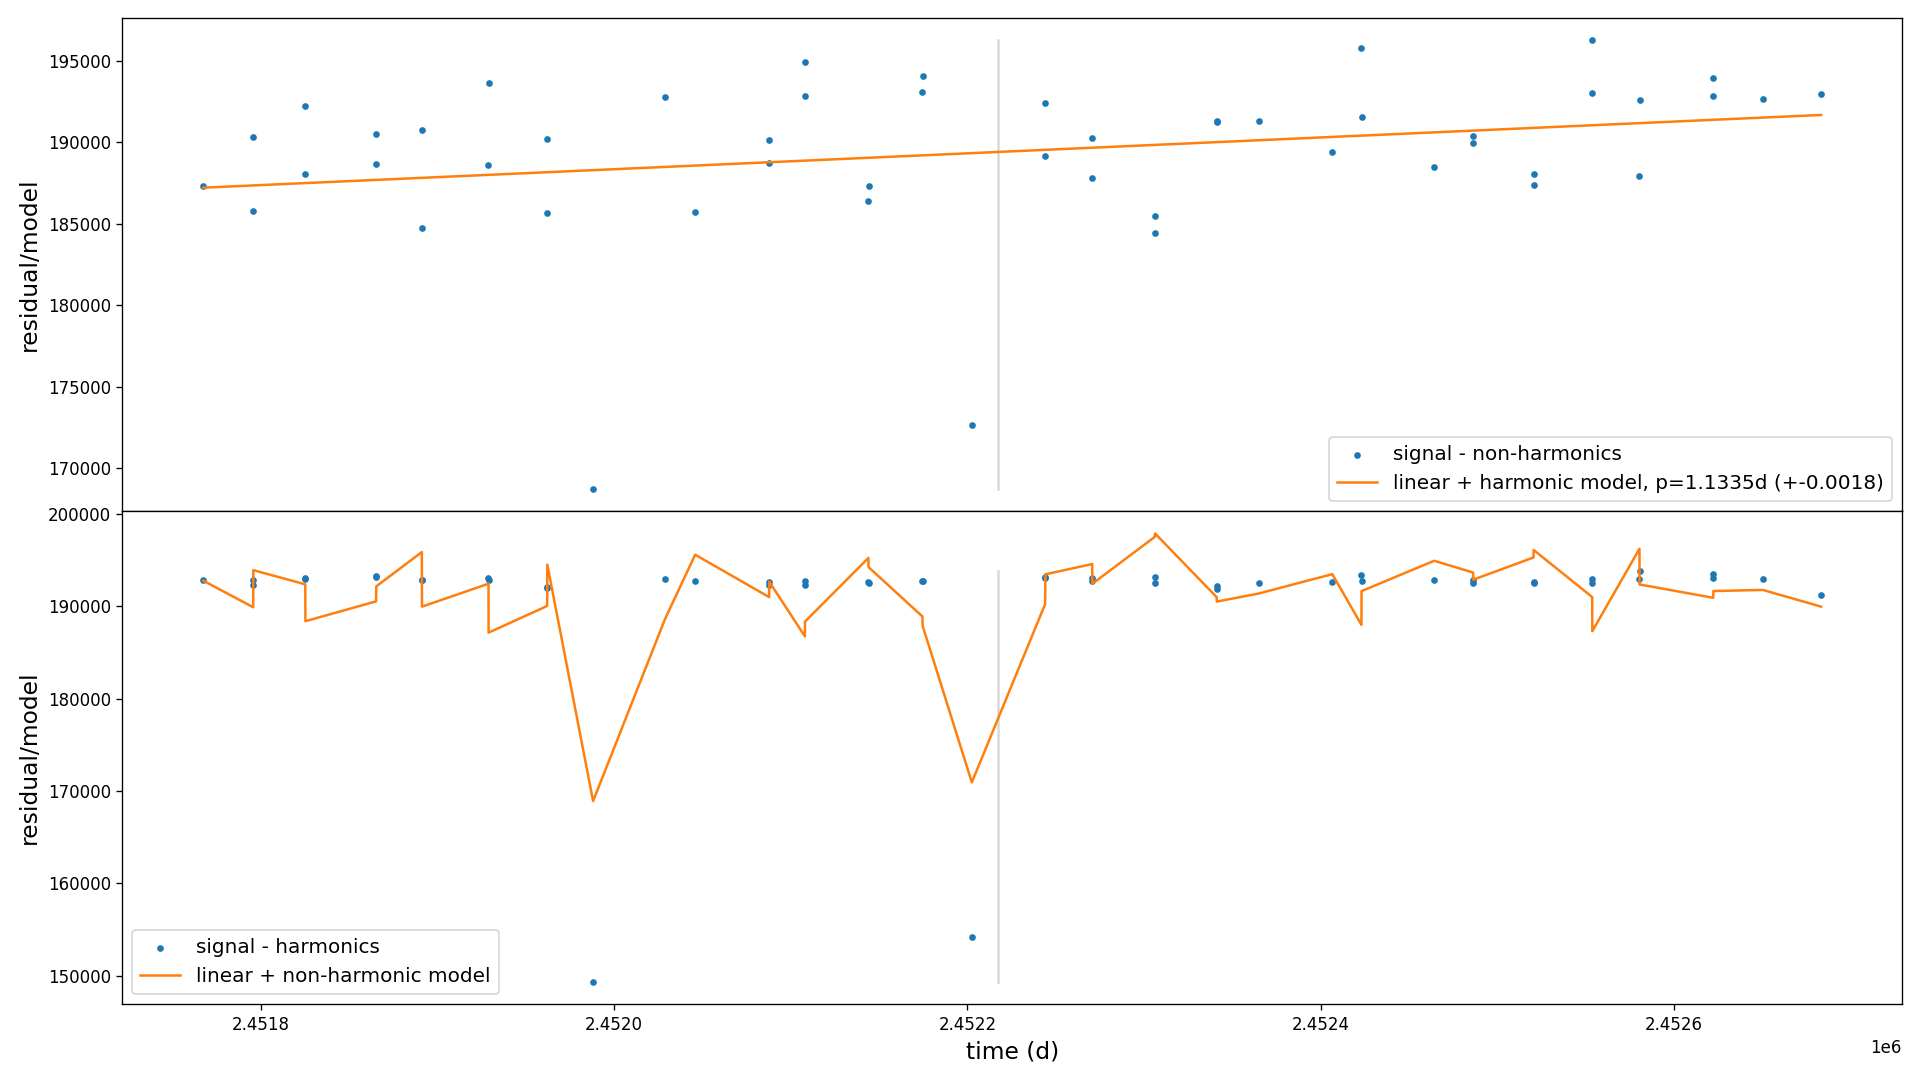 195000
190000
185000
180000
175000
170000
residual/model
signal - non-harmonics
linear + harmonic model, p=1.1335d (+-0.0018)
200000
190000
180000
170000
160000
150000
residual/model
signal - harmonics
linear + non-harmonic model
2.4518 2.4520 2.4522 2.4524 2.4526
time (d)
1e6